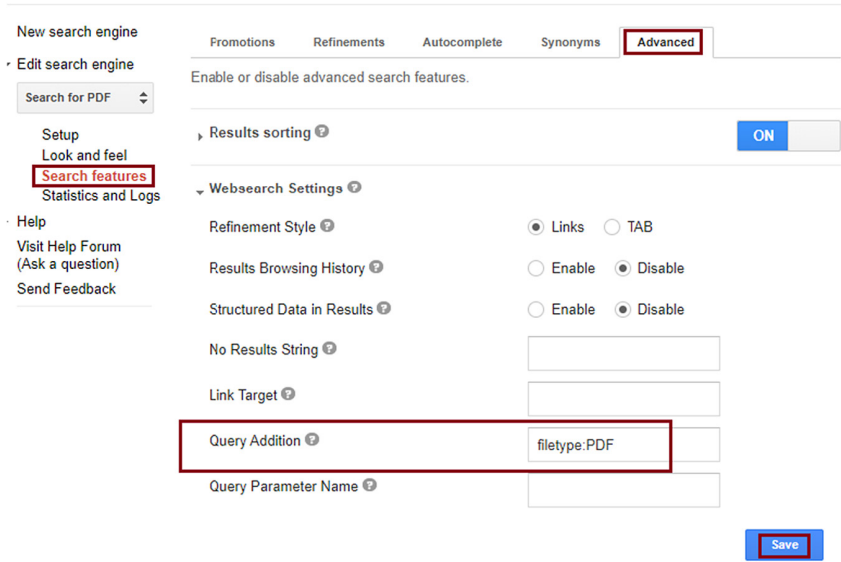 New search engine
Edit search engine
Search for PDF
Setup
Look and feel
Search features
Statistics and Logs
Help
Visit Help Forum
(Ask a question)
Send Feedback
Promotions Refinements Autocomplete Synonyms Advanced
Enable or disable advanced search features.
Results sorting ? ON
Websearch Settings ?
Refinement Style ? Links TAB
Results Browsing History ? Enable Disable
Structured Data in Results ? Enable Disable
No Results String ?
Link Target ?
Query Addition ? filetype:PDF
Query Parameter Name ?
Save